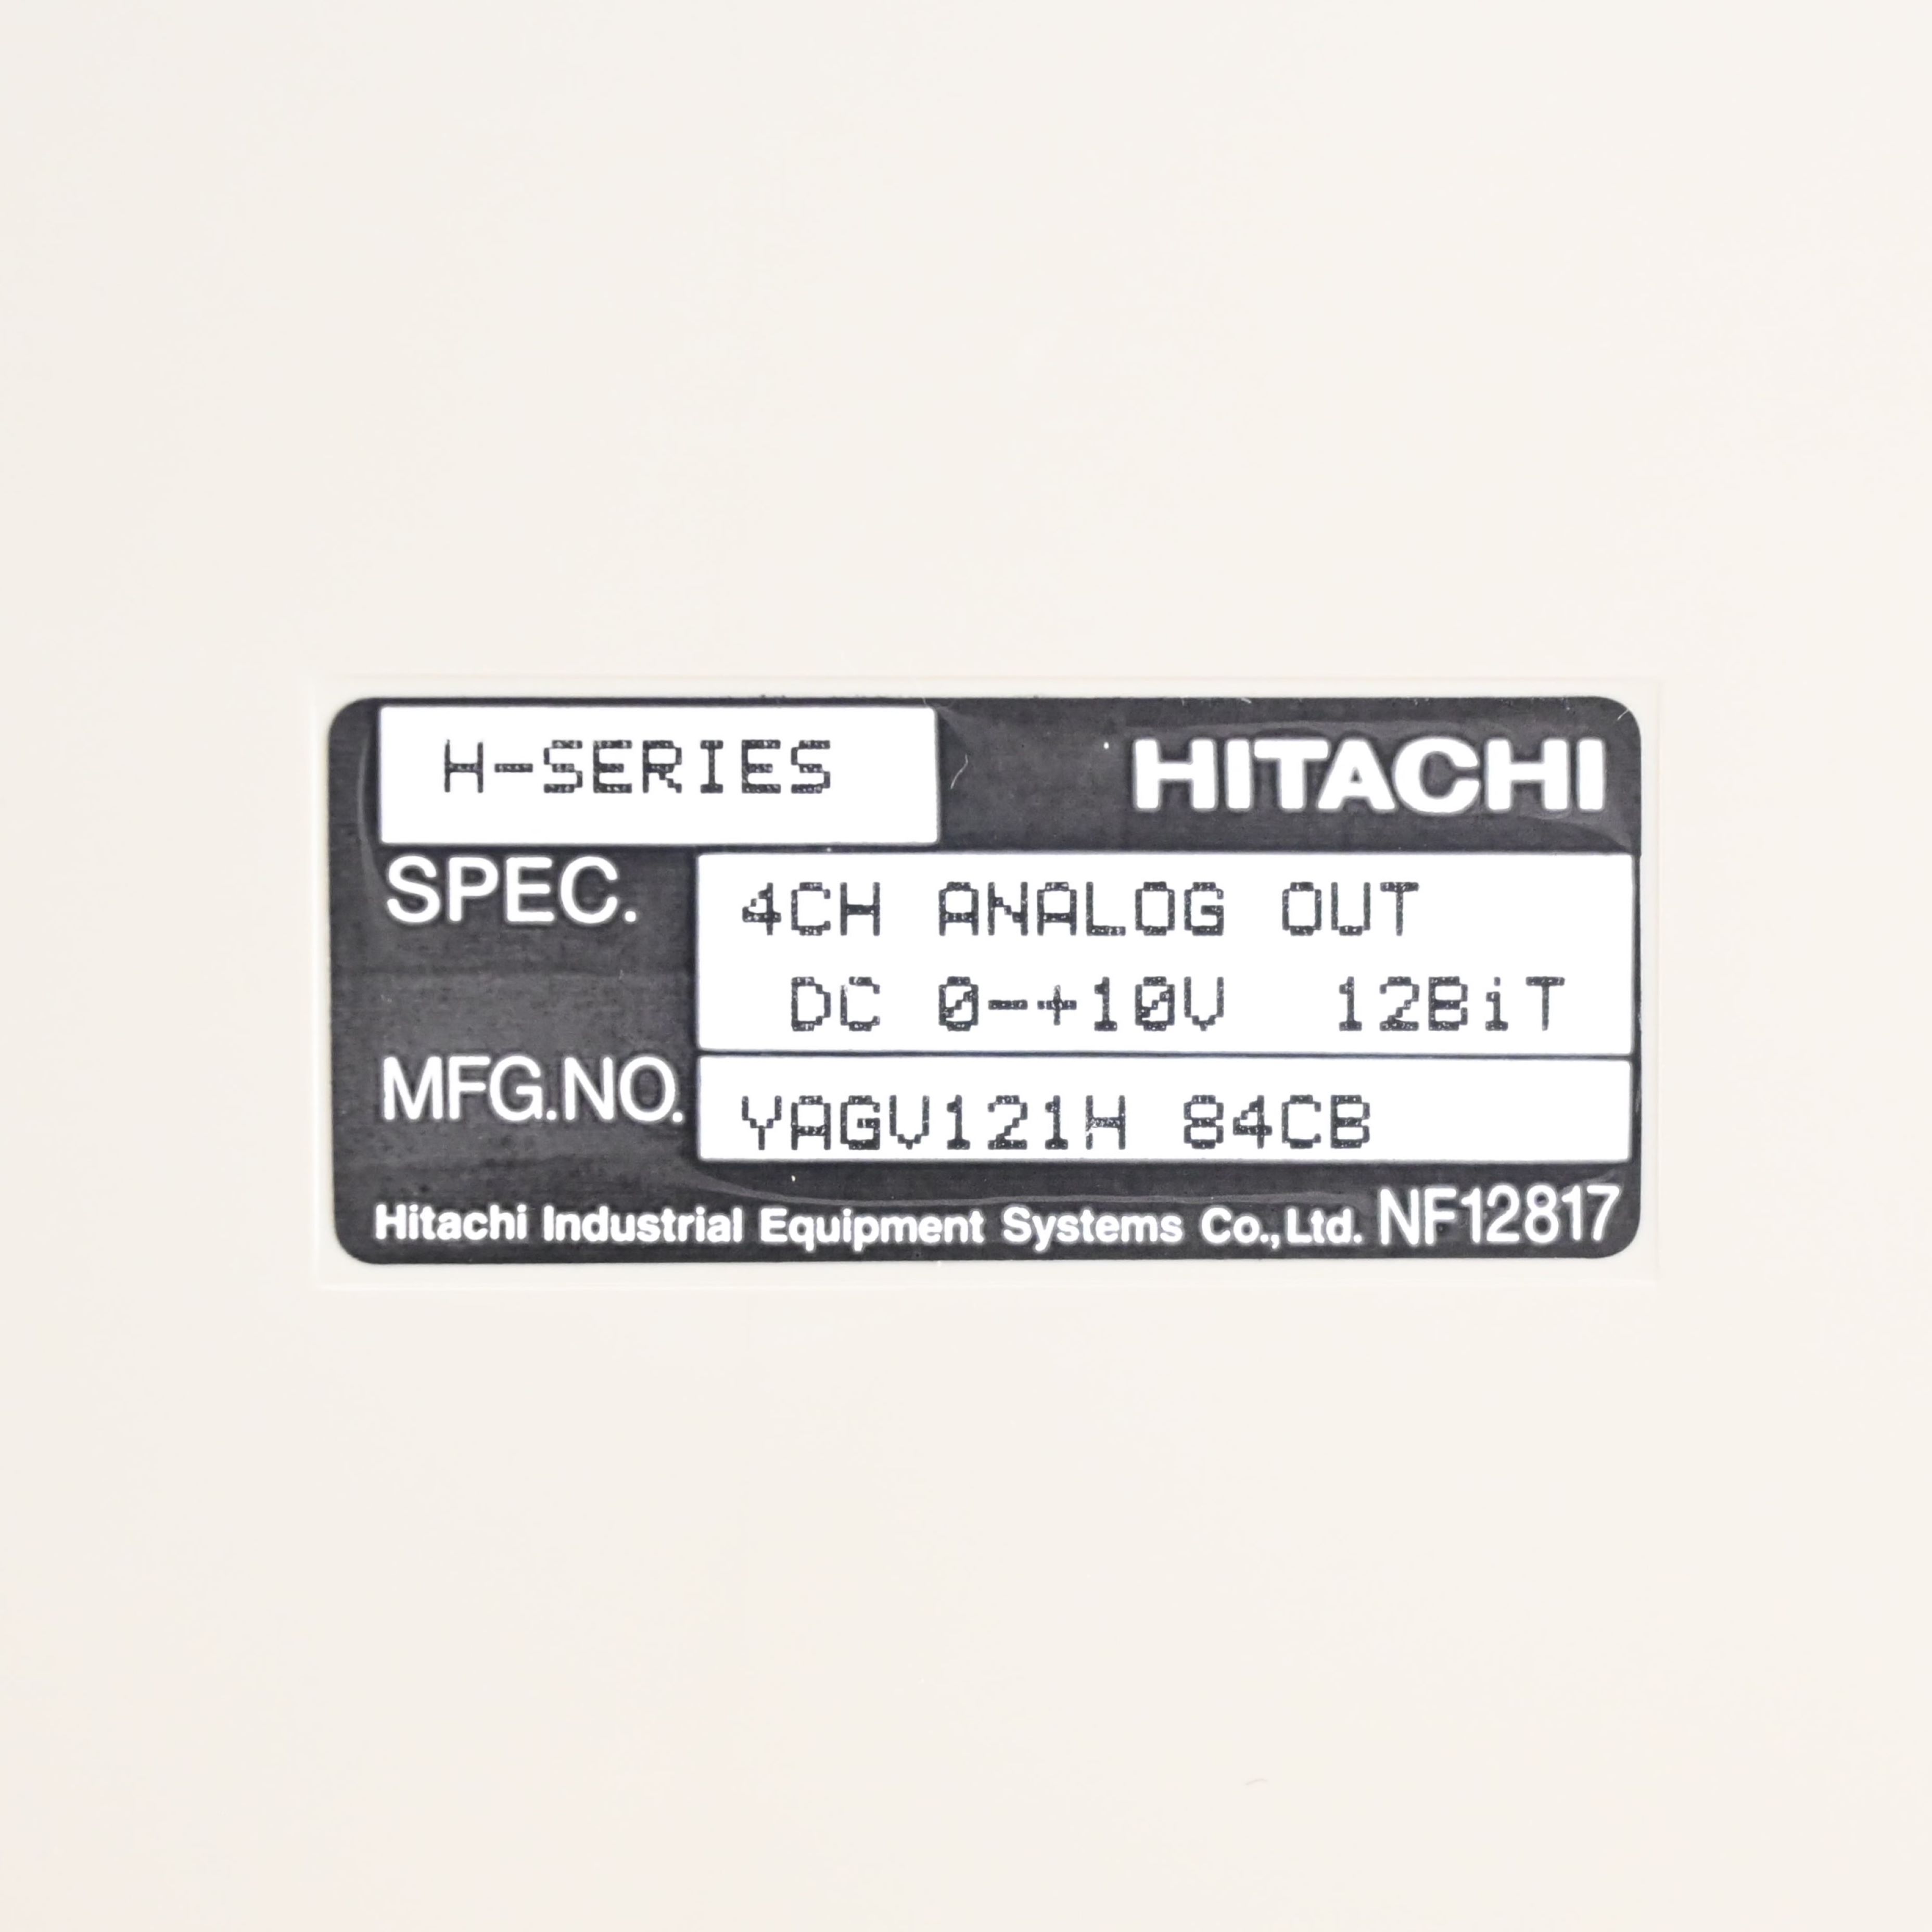 H-SERIES HITACHI
SPEC. 4CH ANALOG OUT
DC 0-+10V 12BiT
MFG.NO. YAGV121H 84CB
Hitachi Industrial Equipment Systems Co.,Ltd. NF12817